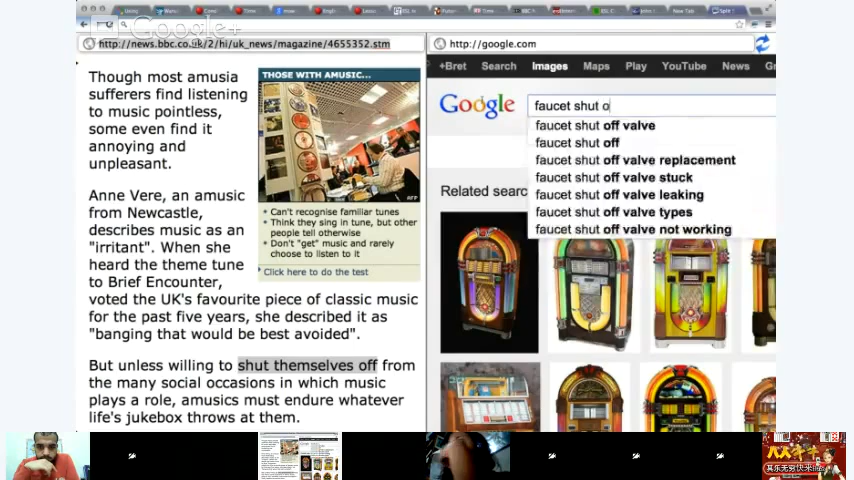 Google+
http://news.bbc.co.uk/2/hi/uk_news/magazine/4655352.stm
http://google.com
Though most amusia
sufferers find listening
to music pointless,
some even find it
annoying and
unpleasant.
Anne Vere, an amusic
from Newcastle,
describes music as an
"irritant". When she
heard the theme tune
to Brief Encounter,
voted the UK's favourite piece of classic music
for the past five years, she described it as
"banging that would be best avoided".
But unless willing to shut themselves off from
the many social occasions in which music
plays a role, amusics must endure whatever
life's jukebox throws at them.
THOSE WITH AMUSIC...
AFP
Can't recognise familiar tunes
Think they sing in tune, but other
people tell otherwise
Don't "get" music and rarely
choose to listen to it
Click here to do the test
+Bret Search Images Maps Play YouTube News Gr
Google
faucet shut o
faucet shut off valve
faucet shut off
faucet shut off valve replacement
faucet shut off valve stuck
faucet shut off valve leaking
faucet shut off valve types
faucet shut off valve not working
Related searc